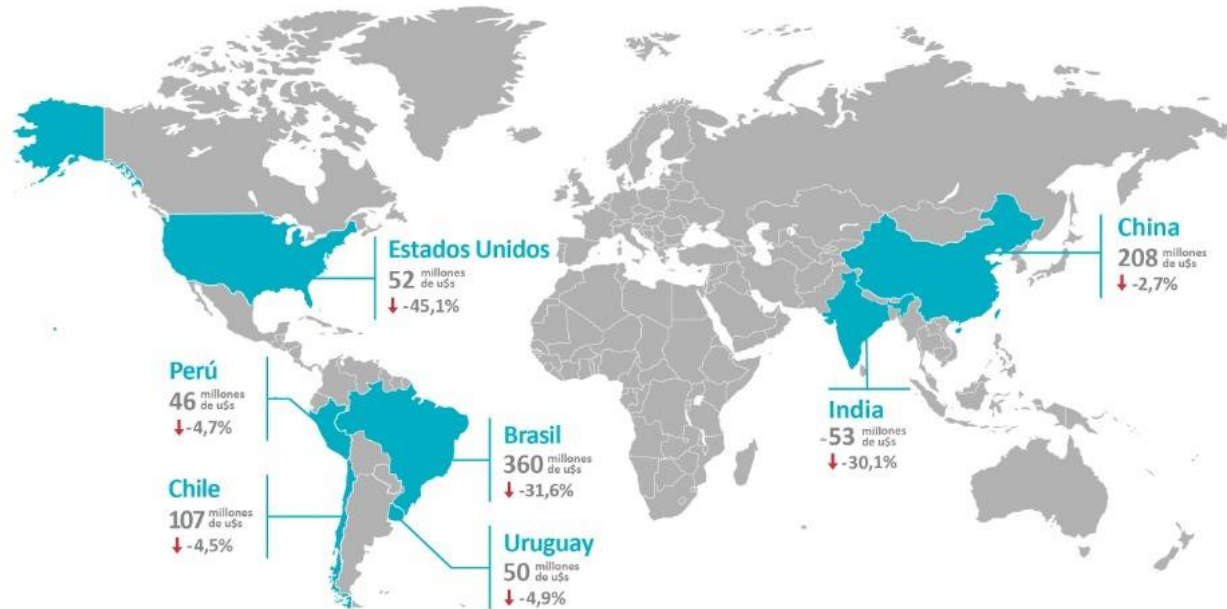 Estados Unidos
52 millones de u$s
↓ -45,1%
China
208 millones de u$s
↓ -2,7%
Perú
46 millones de u$s
↓ -4,7%
Brasil
360 millones de u$s
↓ -31,6%
India
-53 millones de u$s
↓ -30,1%
Chile
107 millones de u$s
↓ -4,5%
Uruguay
50 millones de u$s
↓ -4,9%